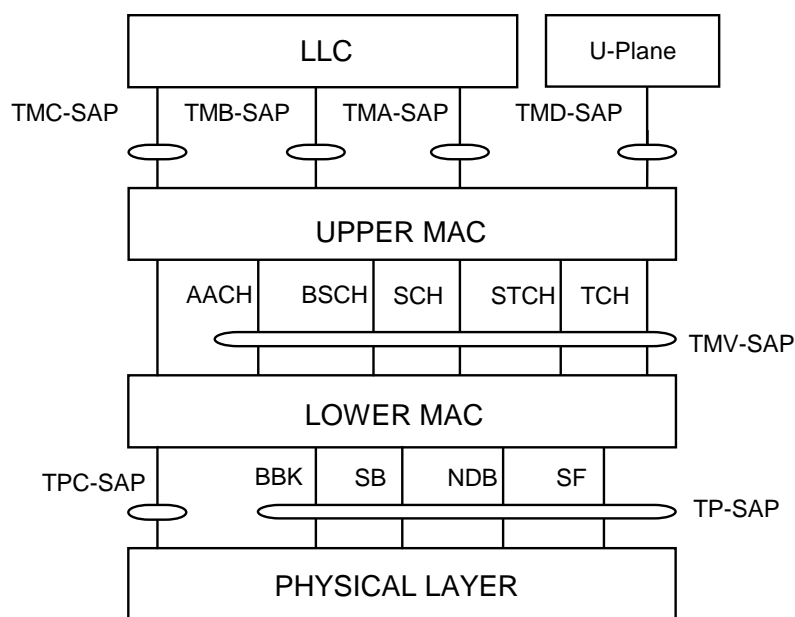 LLC
U-Plane
TMC-SAP
TMB-SAP
TMA-SAP
TMD-SAP
UPPER MAC
AACH
BSCH
SCH
STCH
TCH
TMV-SAP
LOWER MAC
TPC-SAP
BBK
SB
NDB
SF
TP-SAP
PHYSICAL LAYER